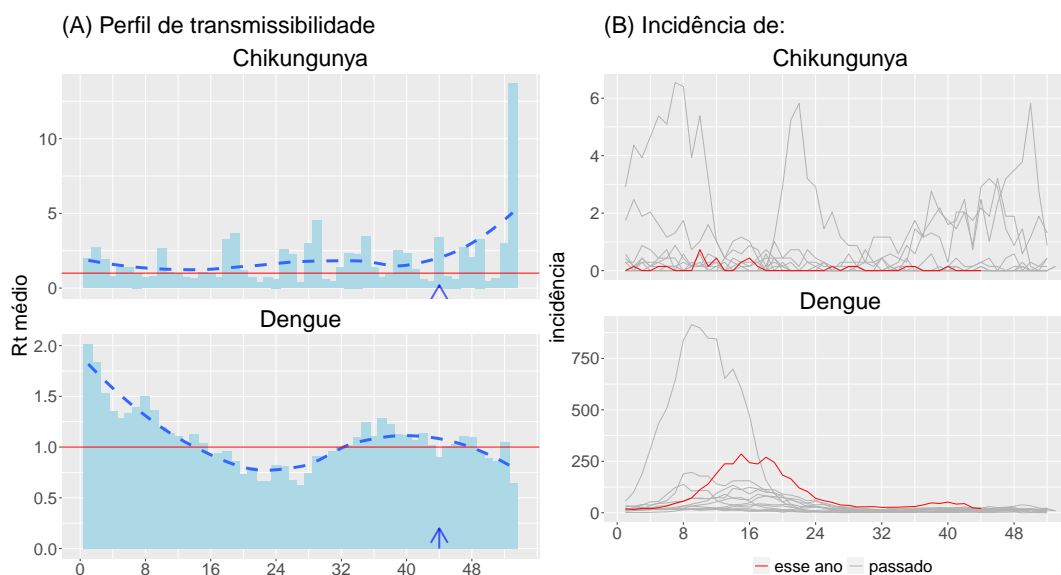 (A) Perfil de transmissibilidade
Chikungunya
10
5
0
Dengue
2.0
1.5
1.0
0.5
0.0
0 8 16 24 32 40 48
Rt médio
(B) Incidência de:
Chikungunya
6
4
2
0
Dengue
750
500
250
0
0 8 16 24 32 40 48
incidência
esse ano passado